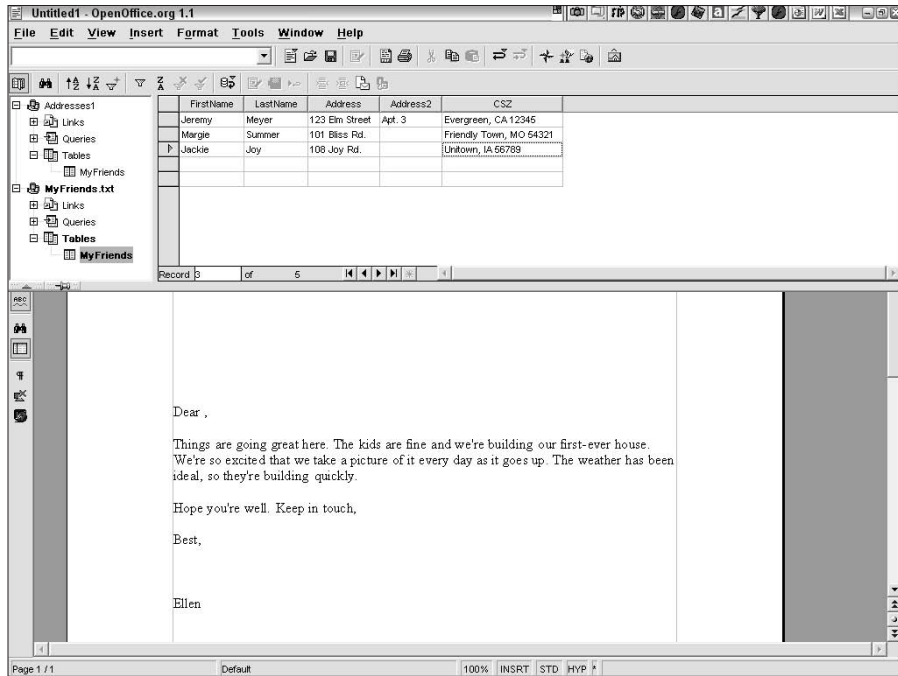 Untitled1 - OpenOffice.org 1.1
File Edit View Insert Format Tools Window Help
Addresses1
Links
Queries
Tables
MyFriends
MyFriends.txt
Links
Queries
Tables
MyFriends
FirstName LastName Address Address2 CSZ
Jeremy Meyer 123 Elm Street Apt. 3 Evergreen, CA 12345
Margie Summer 101 Bliss Rd. Friendly Town, MO 54321
Jackie Joy 108 Joy Rd. Unitown, IA 56789
Record 3 of 5
ABC
Dear ,
Things are going great here. The kids are fine and we're building our first-ever house.
We're so excited that we take a picture of it every day as it goes up. The weather has been
ideal, so they're building quickly.
Hope you're well. Keep in touch,
Best,
Ellen
Page 1 / 1 Default 100% INSRT STD HYP *